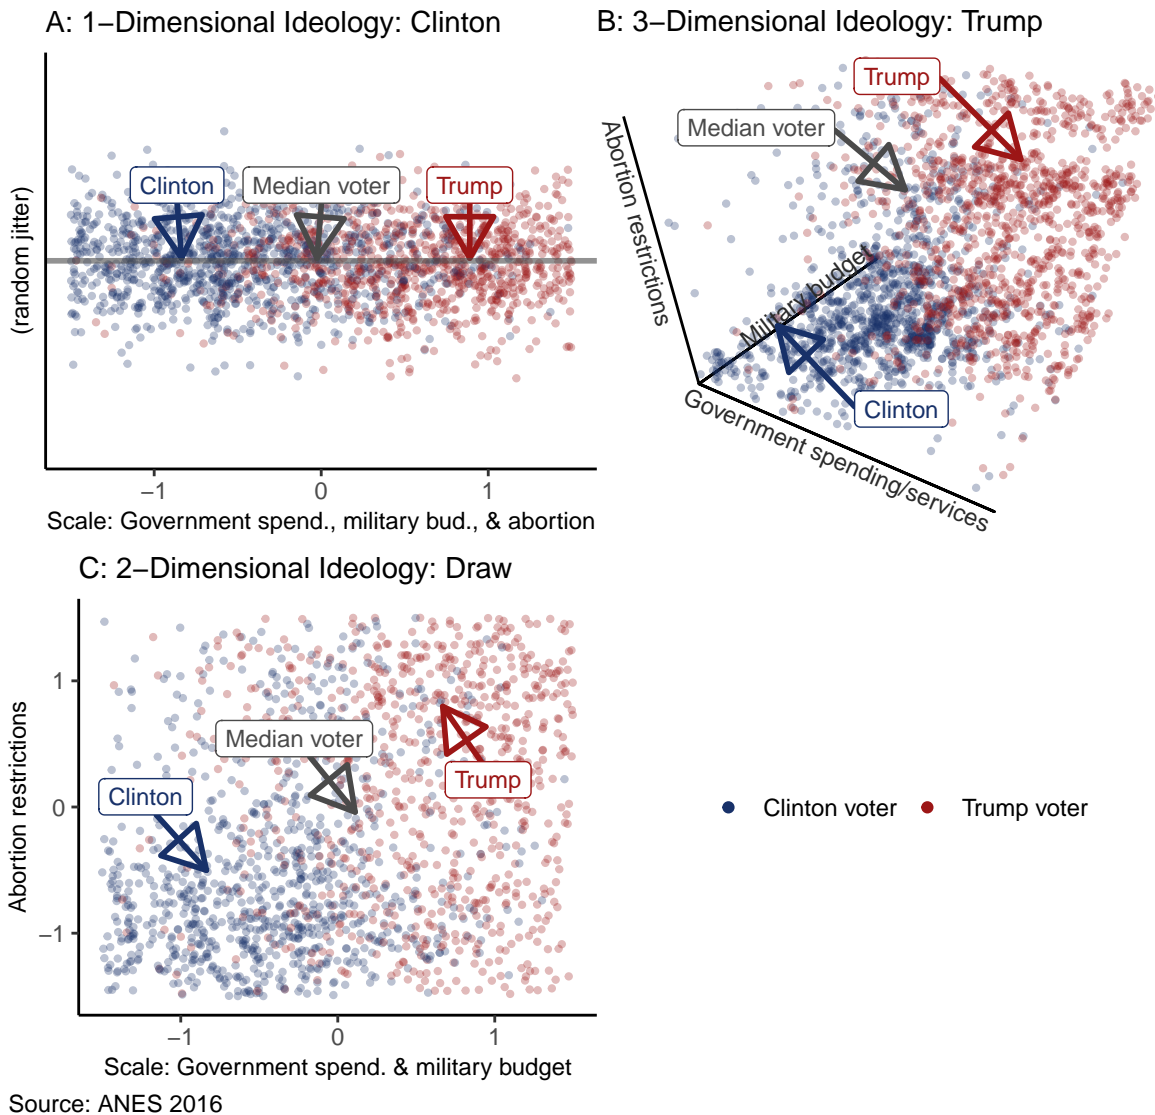 A: 1−Dimensional Ideology: Clinton
(random jitter)
Clinton
Median voter
Trump
−1
0
1
Scale: Government spend., military bud., & abortion
B: 3−Dimensional Ideology: Trump
Trump
Median voter
Abortion restrictions
Military budget
Clinton
Government spending/services
C: 2−Dimensional Ideology: Draw
Abortion restrictions
1
0
−1
Median voter
Trump
Clinton
−1
0
1
Scale: Government spend. & military budget
Clinton voter
Trump voter
Source: ANES 2016